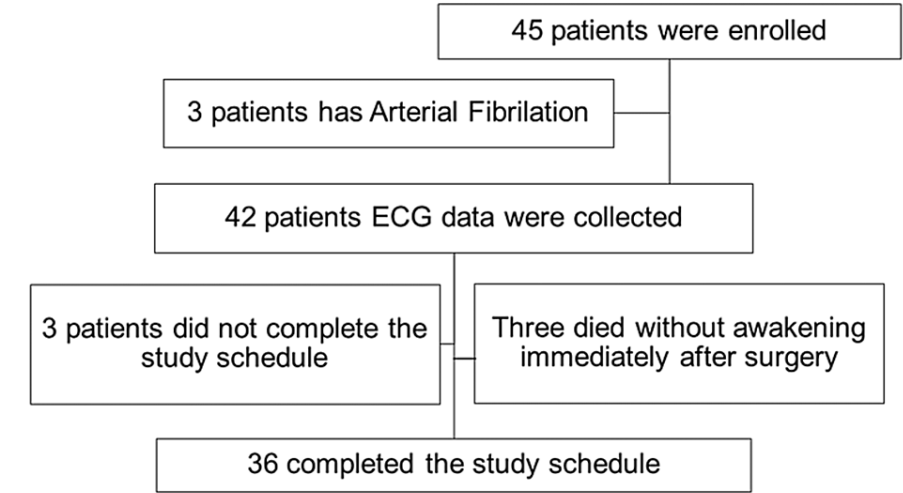 45 patients were enrolled
3 patients has Arterial Fibrilation
42 patients ECG data were collected
3 patients did not complete the
study schedule
Three died without awakening
immediately after surgery
36 completed the study schedule